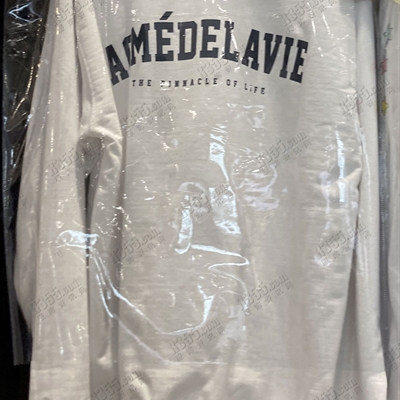 ACMÉDELAVIE
THE PINNACLE OF LIFE